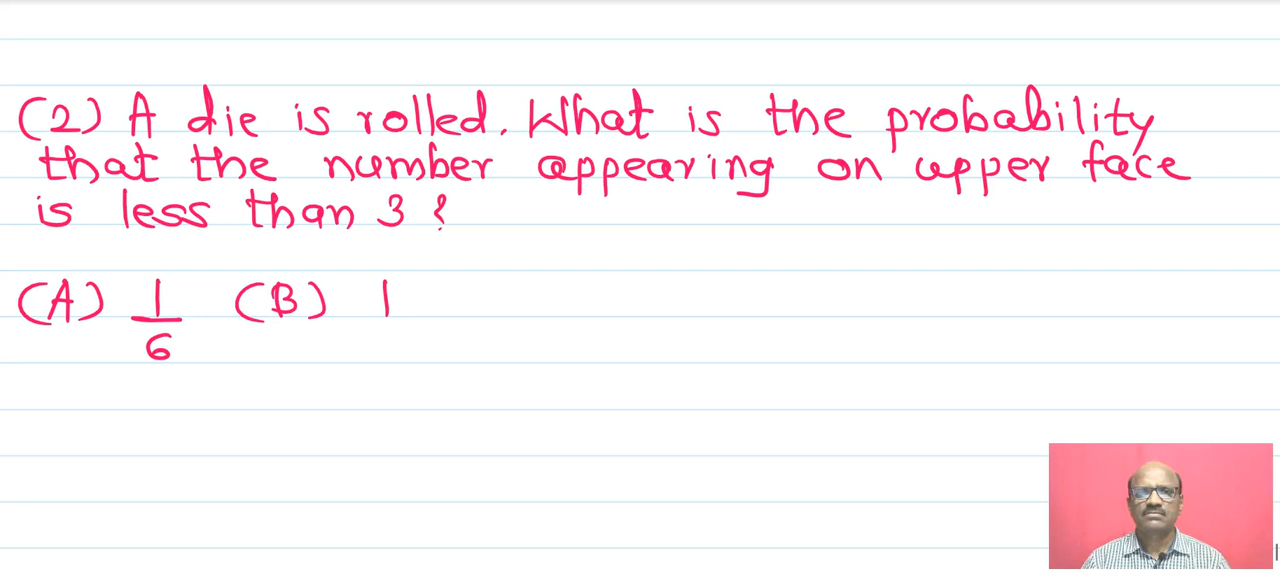 (2) A die is rolled. What is the probability
that the number appearing on upper face
is less than 3 ?
(A) 1/6 (B) 1